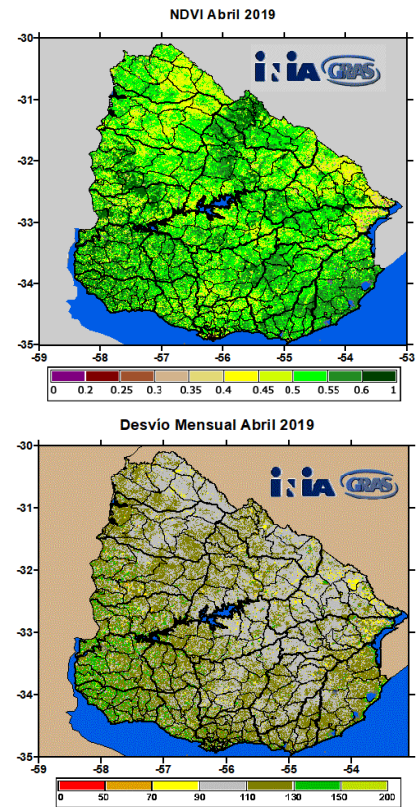 NDVI Abril 2019
-30
iNiA GRAS
-31
-32
-33
-34
-35
-59 -58 -57 -56 -55 -54 -53
0 0.2 0.25 0.3 0.35 0.4 0.45 0.5 0.55 0.6 1
Desvío Mensual Abril 2019
-30
iNiA GRAS
-31
-32
-33
-34
-35
-59 -58 -57 -56 -55 -54
0 50 70 90 110 130 150 200